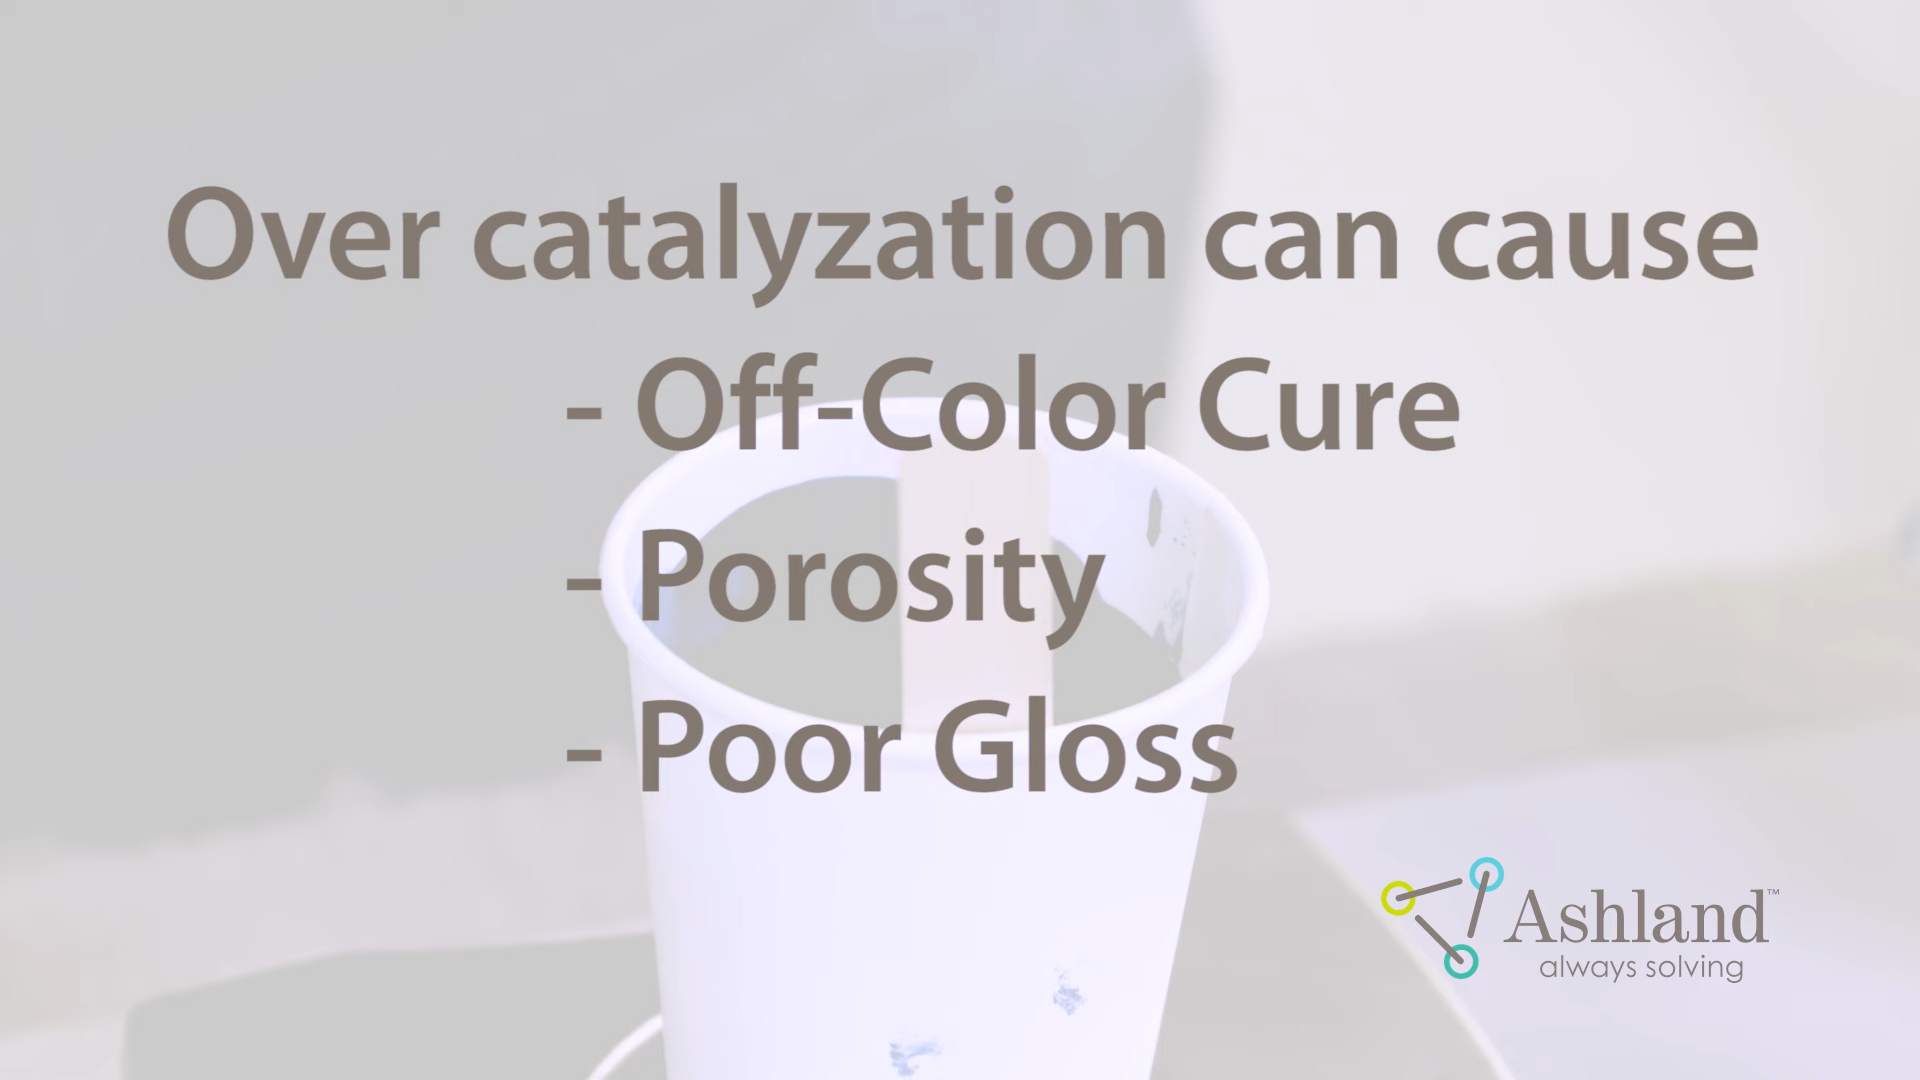 Over catalyzation can cause
- Off-Color Cure
- Porosity
- Poor Gloss
Ashland™
always solving